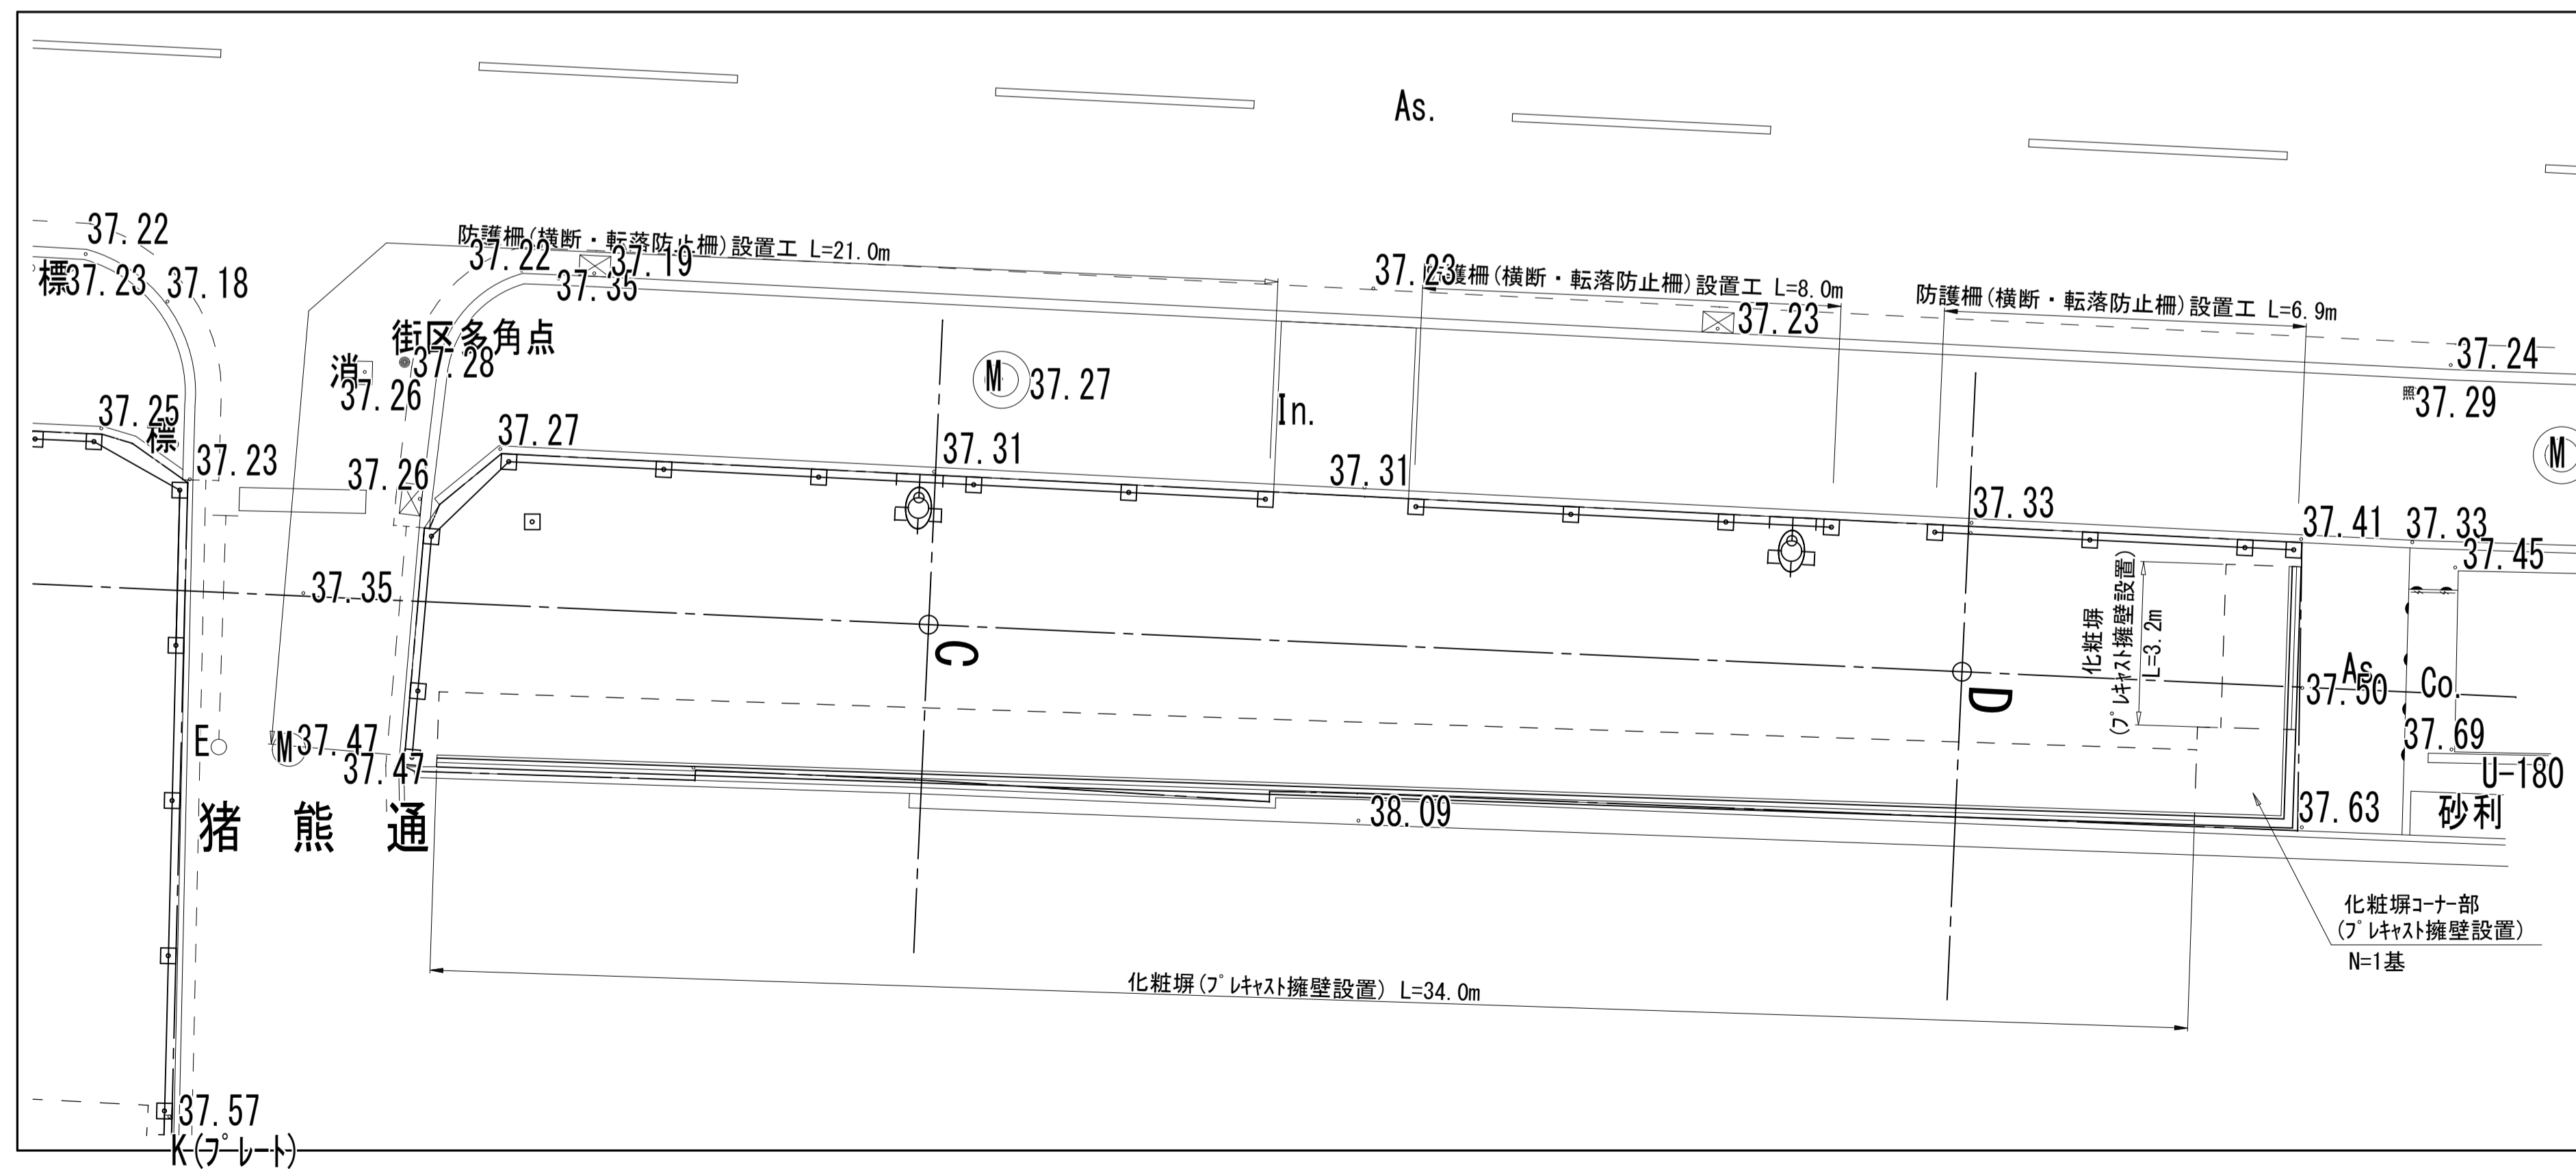 As.
37.22
防護柵(横断・転落防止柵)設置工 L=21.0m
37.22
37.19
37.35
37.23
防護柵(横断・転落防止柵)設置工 L=8.0m
37.23
防護柵(横断・転落防止柵)設置工 L=6.9m
標
37.23
37.18
街区多角点
37.28
消
37.26
M
37.27
In.
37.24
照
37.29
M
37.25
標
37.23
37.26
37.27
37.31
37.31
37.33
37.41
37.33
37.45
37.35
C
D
化粧塀
(プレキャスト擁壁設置)
L=3.2m
As.
37.50
Co.
E
M
37.47
37.47
37.69
U-180
38.09
37.63
砂利
猪熊通
化粧塀コーナー部
(プレキャスト擁壁設置)
N=1基
化粧塀(プレキャスト擁壁設置) L=34.0m
37.57
K(プレート)